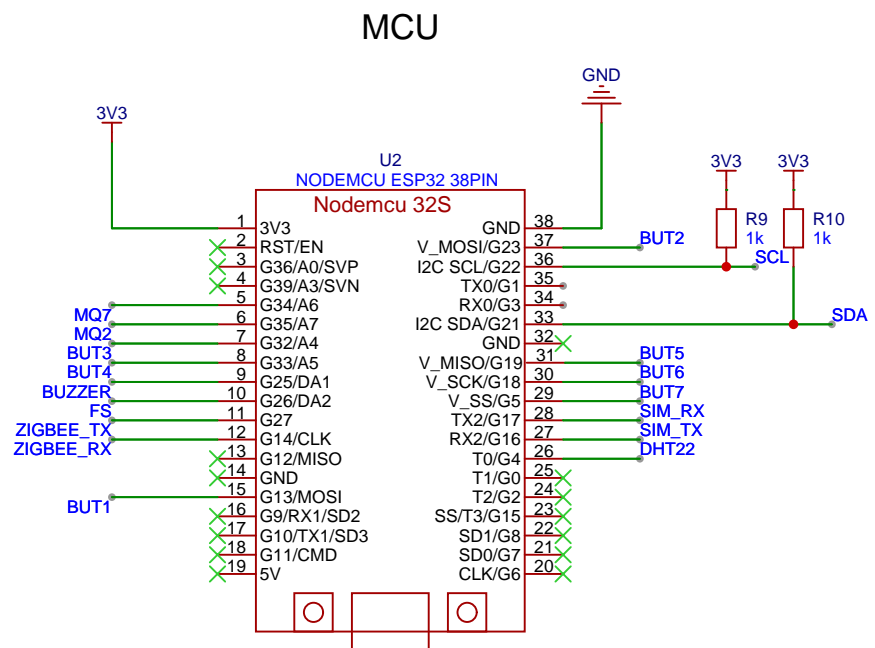 MCU
GND
3V3
3V3
3V3
U2
NODEMCU ESP32 38PIN
Nodemcu 32S
R9
1k
R10
1k
1 3V3
2 RST/EN
3 G36/A0/SVP
4 G39/A3/SVN
MQ7 5 G34/A6
MQ2 6 G35/A7
BUT3 7 G32/A4
BUT4 8 G33/A5
BUZZER 9 G25/DA1
FS 10 G26/DA2
ZIGBEE_TX 11 G27
ZIGBEE_RX 12 G14/CLK
13 G12/MISO
14 GND
BUT1 15 G13/MOSI
16 G9/RX1/SD2
17 G10/TX1/SD3
18 G11/CMD
19 5V
GND 38
V_MOSI/G23 37 BUT2
I2C SCL/G22 36 SCL
TX0/G1 35
RX0/G3 34
I2C SDA/G21 33 SDA
GND 32
V_MISO/G19 31 BUT5
V_SCK/G18 30 BUT6
V_SS/G5 29 BUT7
TX2/G17 28 SIM_RX
RX2/G16 27 SIM_TX
T0/G4 26 DHT22
T1/G0 25
T2/G2 24
SS/T3/G15 23
SD1/G8 22
SD0/G7 21
CLK/G6 20